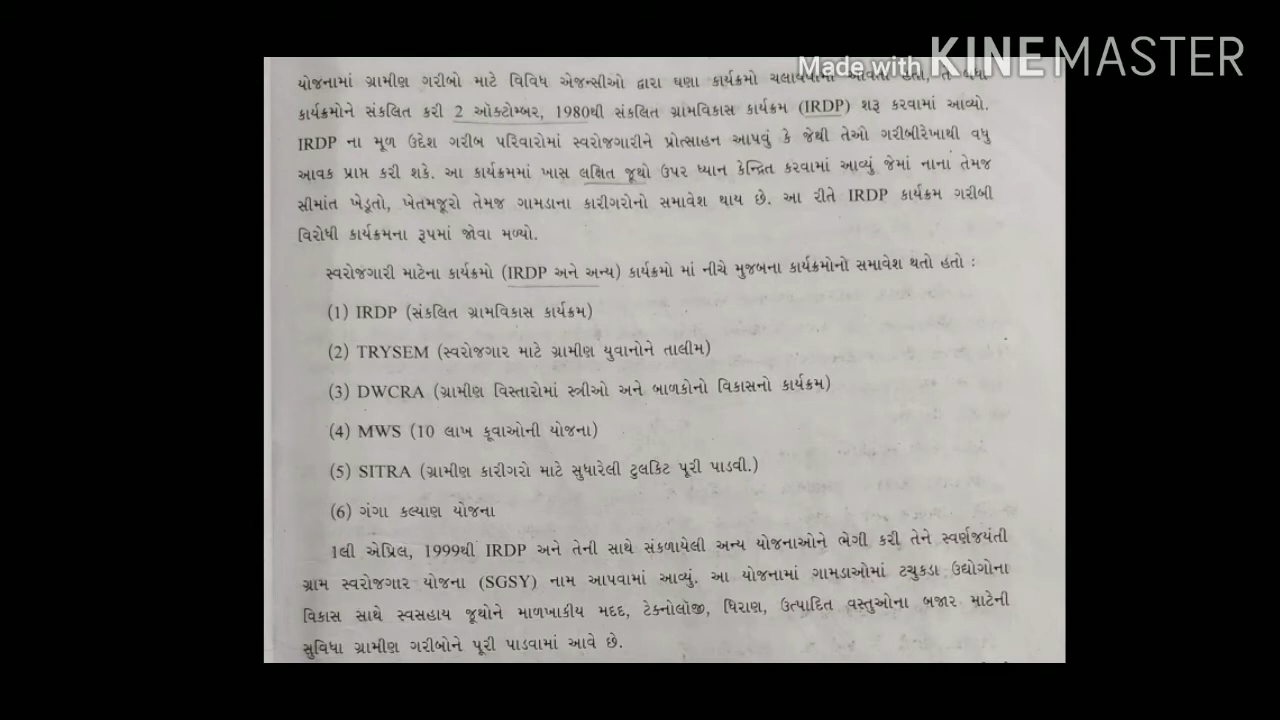 Made with KINEMASTER
યોજનામાં ગ્રામીણ ગરીબો માટે વિવિધ એજન્સીઓ દ્વારા ઘણા કાર્યક્રમો ચલાવવામાં આવતા હતા, તે બધા
કાર્યક્રમોને સંકલિત કરી 2 ઑક્ટોમ્બર, 1980થી સંકલિત ગ્રામવિકાસ કાર્યક્રમ (IRDP) શરૂ કરવામાં આવ્યો.
IRDP ના મૂળ ઉદેશ ગરીબ પરિવારોમાં સ્વરોજગારીને પ્રોત્સાહન આપવું કે જેથી તેઓ ગરીબીરેખાથી વધુ
આવક પ્રાપ્ત કરી શકે. આ કાર્યક્રમમાં ખાસ લક્ષિત જૂથો ઉપર ધ્યાન કેન્દ્રિત કરવામાં આવ્યું જેમાં નાનાં તેમજ
સીમાંત ખેડૂતો, ખેતમજૂરો તેમજ ગામડાના કારીગરોનો સમાવેશ થાય છે. આ રીતે IRDP કાર્યક્રમ ગરીબી
વિરોધી કાર્યક્રમના રૂપમાં જોવા મળ્યો.
સ્વરોજગારી માટેના કાર્યક્રમો (IRDP અને અન્ય) કાર્યક્રમો માં નીચે મુજબના કાર્યક્રમોનો સમાવેશ થતો હતો :
(1) IRDP (સંકલિત ગ્રામવિકાસ કાર્યક્રમ)
(2) TRYSEM (સ્વરોજગાર માટે ગ્રામીણ યુવાનોને તાલીમ)
(3) DWCRA (ગ્રામીણ વિસ્તારોમાં સ્ત્રીઓ અને બાળકોનો વિકાસનો કાર્યક્રમ)
(4) MWS (10 લાખ કૂવાઓની યોજના)
(5) SITRA (ગ્રામીણ કારીગરો માટે સુધારેલી ટુલકિટ પૂરી પાડવી.)
(6) ગંગા કલ્યાણ યોજના
1લી એપ્રિલ, 1999થી IRDP અને તેની સાથે સંકળાયેલી અન્ય યોજનાઓને ભેગી કરી તેને સ્વર્ણજયંતી
ગ્રામ સ્વરોજગાર યોજના (SGSY) નામ આપવામાં આવ્યું. આ યોજનામાં ગામડાઓમાં ટચુકડા ઉદ્યોગોના
વિકાસ સાથે સ્વસહાય જૂથોને માળખાકીય મદદ, ટેક્નોલૉજી, ધિરાણ, ઉત્પાદિત વસ્તુઓના બજાર માટેની
સુવિધા ગ્રામીણ ગરીબોને પૂરી પાડવામાં આવે છે.